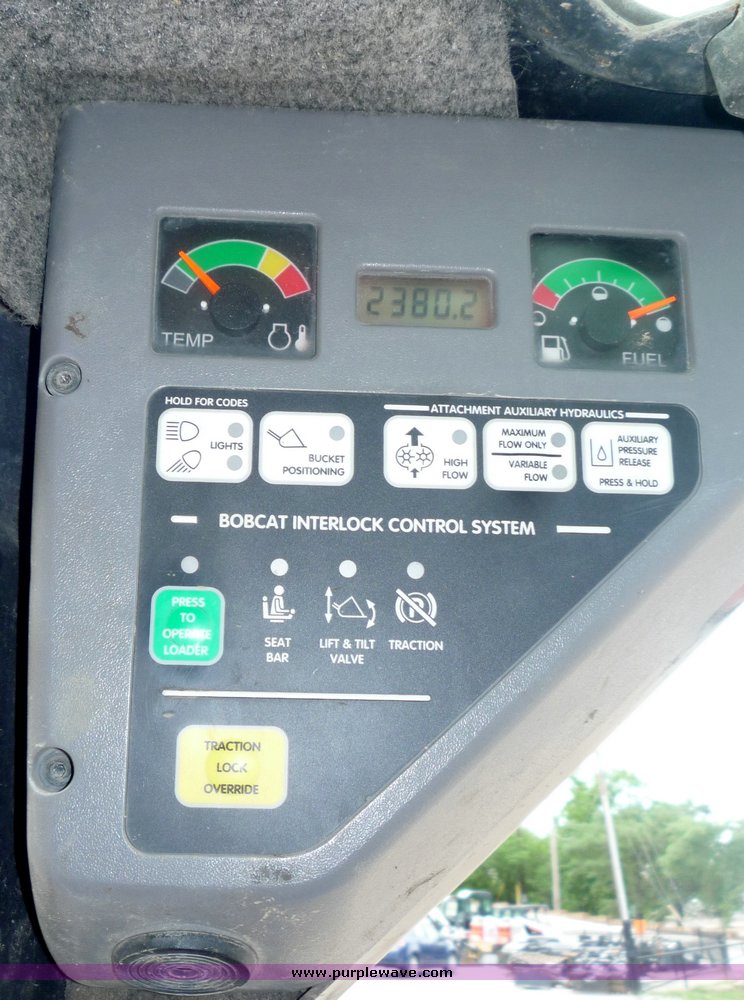 2380.2
TEMP
FUEL
HOLD FOR CODES
ATTACHMENT AUXILIARY HYDRAULICS
LIGHTS
BUCKET
POSITIONING
HIGH
FLOW
MAXIMUM
FLOW ONLY
VARIABLE
FLOW
AUXILIARY
PRESSURE
RELEASE
PRESS & HOLD
BOBCAT INTERLOCK CONTROL SYSTEM
PRESS
TO
OPERATE
LOADER
SEAT
BAR
LIFT & TILT
VALVE
TRACTION
TRACTION
LOCK
OVERRIDE
www.purplewave.com